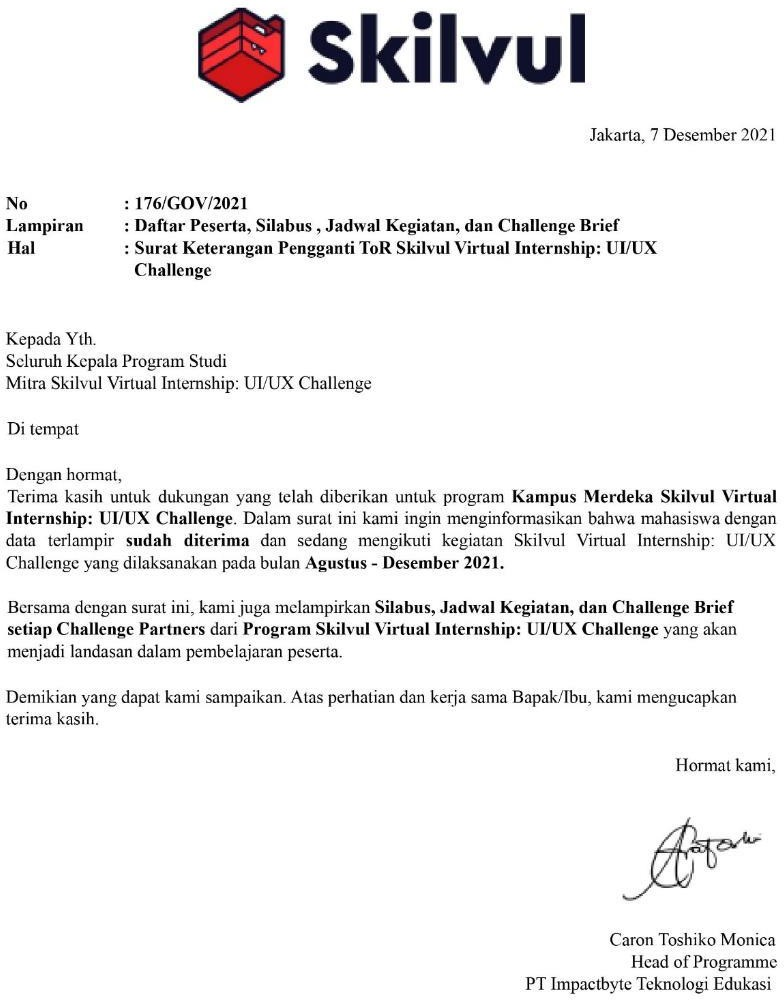 Skilvul
Jakarta, 7 Desember 2021
No : 176/GOV/2021
Lampiran : Daftar Peserta, Silabus , Jadwal Kegiatan, dan Challenge Brief
Hal : Surat Keterangan Pengganti ToR Skilvul Virtual Internship: UI/UX
Challenge
Kepada Yth.
Seluruh Kepala Program Studi
Mitra Skilvul Virtual Internship: UI/UX Challenge
Di tempat
Dengan hormat,
Terima kasih untuk dukungan yang telah diberikan untuk program Kampus Merdeka Skilvul Virtual
Internship: UI/UX Challenge. Dalam surat ini kami ingin menginformasikan bahwa mahasiswa dengan
data terlampir sudah diterima dan sedang mengikuti kegiatan Skilvul Virtual Internship: UI/UX
Challenge yang dilaksanakan pada bulan Agustus - Desember 2021.
Bersama dengan surat ini, kami juga melampirkan Silabus, Jadwal Kegiatan, dan Challenge Brief
setiap Challenge Partners dari Program Skilvul Virtual Internship: UI/UX Challenge yang akan
menjadi landasan dalam pembelajaran peserta.
Demikian yang dapat kami sampaikan. Atas perhatian dan kerja sama Bapak/Ibu, kami mengucapkan
terima kasih.
Hormat kami,
Caron Toshiko Monica
Head of Programme
PT Impactbyte Teknologi Edukasi